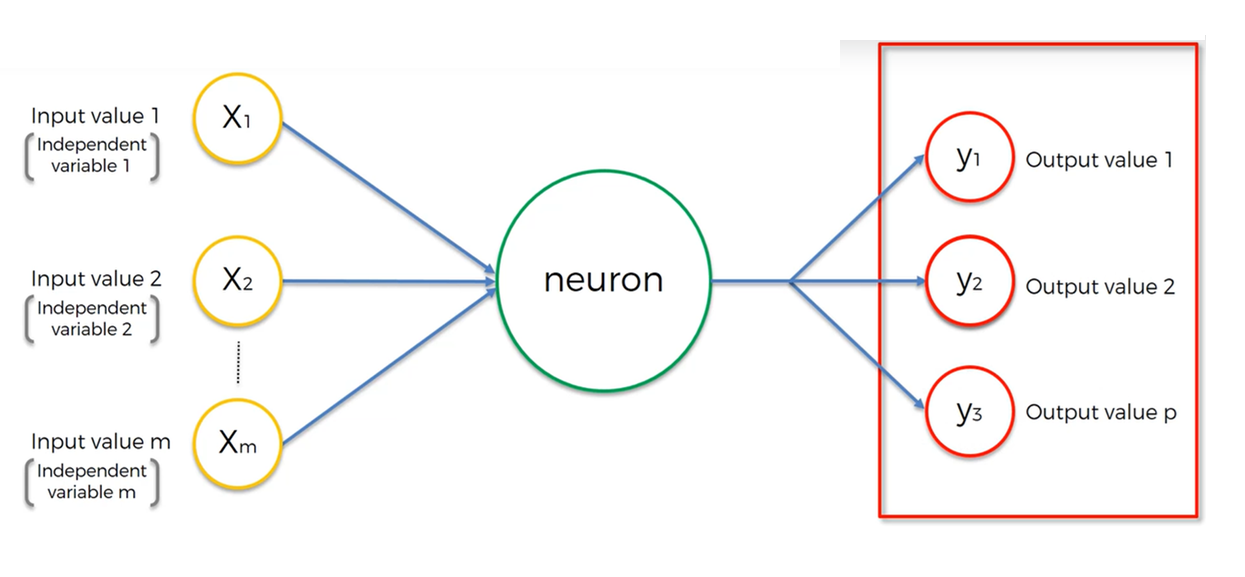 Input value 1
Independent
variable 1
X1
Input value 2
Independent
variable 2
X2
Input value m
Independent
variable m
Xm
neuron
y1
Output value 1
y2
Output value 2
y3
Output value p